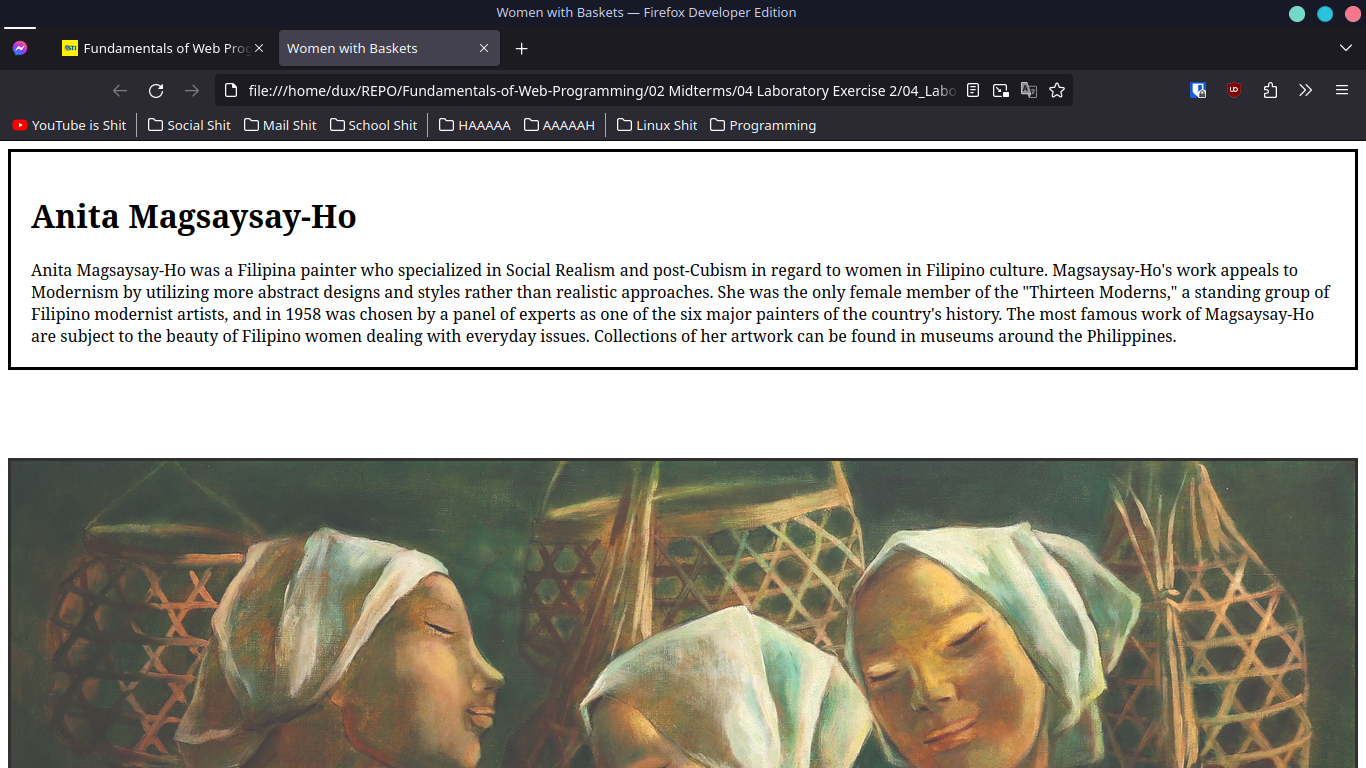 Women with Baskets — Firefox Developer Edition
STI Fundamentals of Web Prog Women with Baskets
file:///home/dux/REPO/Fundamentals-of-Web-Programming/02 Midterms/04 Laboratory Exercise 2/04_Labo
YouTube is Shit Social Shit Mail Shit School Shit HAAAAA AAAAAH Linux Shit Programming
Anita Magsaysay-Ho
Anita Magsaysay-Ho was a Filipina painter who specialized in Social Realism and post-Cubism in regard to women in Filipino culture. Magsaysay-Ho's work appeals to
Modernism by utilizing more abstract designs and styles rather than realistic approaches. She was the only female member of the "Thirteen Moderns," a standing group of
Filipino modernist artists, and in 1958 was chosen by a panel of experts as one of the six major painters of the country's history. The most famous work of Magsaysay-Ho
are subject to the beauty of Filipino women dealing with everyday issues. Collections of her artwork can be found in museums around the Philippines.